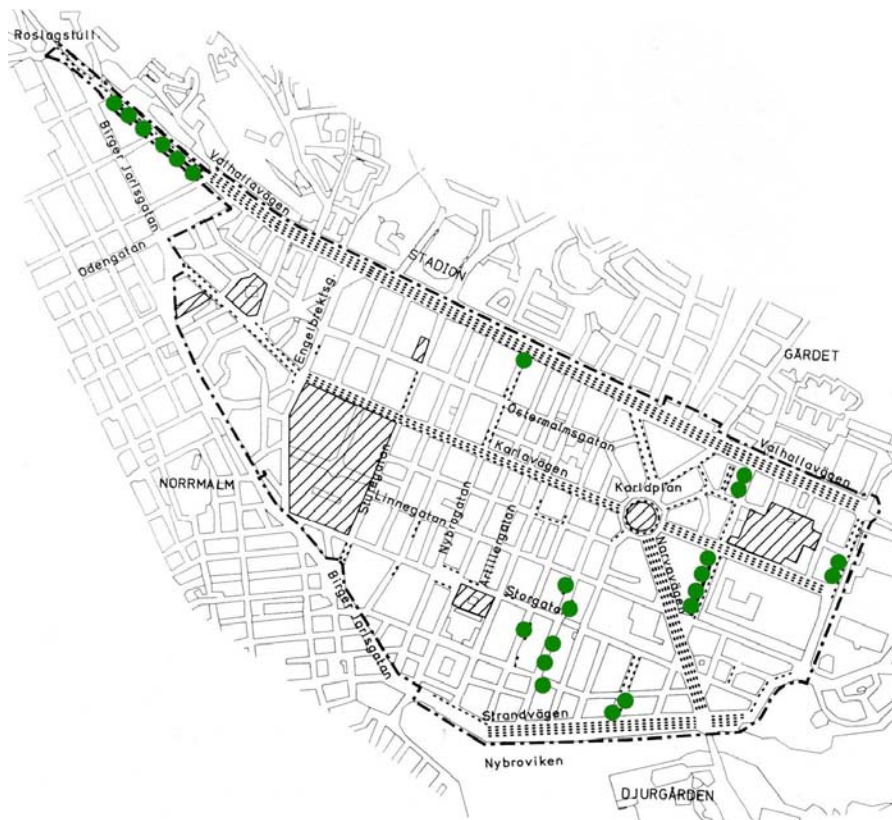 Roslagstull.
Birger Jarlsgatan
Valhallavägen
Odengatan
STADION
Engelbrektsg.
GÄRDET
Östermalmsgatan
Karlavägen
Valhallavägen
NORRMALM
Sturegatan
Linnégatan
Nybrogatan
Artillerigatan
Karlaplan
Narvavägen
Storgatan
Birger Jarlsgatan
Strandvägen
Nybroviken
DJURGÅRDEN